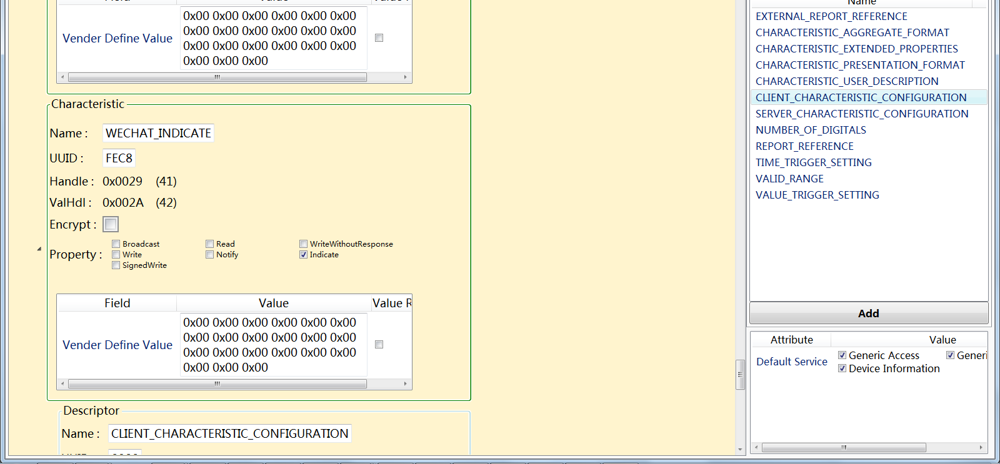 0x00 0x00 0x00 0x00 0x00 0x00
0x00 0x00 0x00 0x00 0x00 0x00
Vender Define Value
0x00 0x00 0x00 0x00 0x00 0x00
0x00 0x00 0x00
Characteristic
Name : WECHAT_INDICATE
UUID : FEC8
Handle : 0x0029 (41)
ValHdl : 0x002A (42)
Encrypt :
Property :
Broadcast Read WriteWithoutResponse
Write Notify Indicate
SignedWrite
Field Value Value R
0x00 0x00 0x00 0x00 0x00 0x00
0x00 0x00 0x00 0x00 0x00 0x00
Vender Define Value
0x00 0x00 0x00 0x00 0x00 0x00
0x00 0x00 0x00
Descriptor
Name : CLIENT_CHARACTERISTIC_CONFIGURATION
Name
EXTERNAL_REPORT_REFERENCE
CHARACTERISTIC_AGGREGATE_FORMAT
CHARACTERISTIC_EXTENDED_PROPERTIES
CHARACTERISTIC_PRESENTATION_FORMAT
CHARACTERISTIC_USER_DESCRIPTION
CLIENT_CHARACTERISTIC_CONFIGURATION
SERVER_CHARACTERISTIC_CONFIGURATION
NUMBER_OF_DIGITALS
REPORT_REFERENCE
TIME_TRIGGER_SETTING
VALID_RANGE
VALUE_TRIGGER_SETTING
Add
Attribute Value
Default Service
Generic Access Generi
Device Information